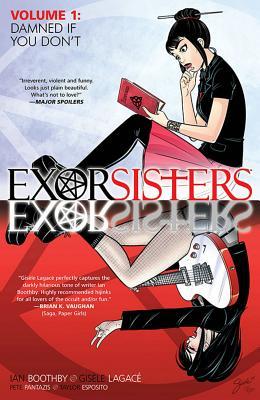 VOLUME 1:
DAMNED IF
YOU DON'T
"Irreverent, violent and funny.
Looks just plain beautiful.
What's not to love?"
—MAJOR SPOILERS
EXORSISTERS
EXORSISTERS
"Gisèle Lagacé perfectly captures the
darkly hilarious tone of writer Ian
Boothby. Highly recommended hijinks
for all lovers of the occult and/or fun."
—BRIAN K. VAUGHAN
(Saga, Paper Girls)
IAN BOOTHBY GISÈLE LAGACÉ
PETE PANTAZIS TAYLOR ESPOSITO